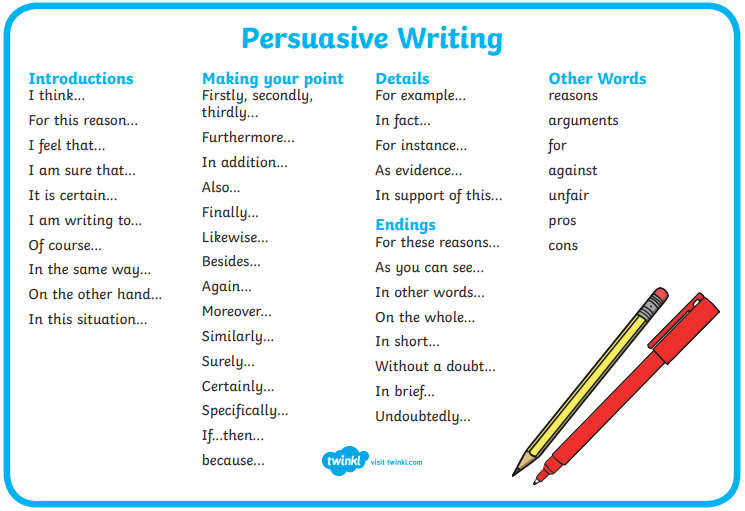 Persuasive Writing
Introductions
I think...
For this reason...
I feel that...
I am sure that...
It is certain...
I am writing to...
Of course...
In the same way...
On the other hand...
In this situation...
Making your point
Firstly, secondly,
thirdly...
Furthermore...
In addition...
Also...
Finally...
Likewise...
Besides...
Again...
Moreover...
Similarly...
Surely...
Certainly...
Specifically...
If...then...
because...
Details
For example...
In fact...
For instance...
As evidence...
In support of this...
Endings
For these reasons...
As you can see...
In other words...
On the whole...
In short...
Without a doubt...
In brief...
Undoubtedly...
Other Words
reasons
arguments
for
against
unfair
pros
cons
twinkl visit twinkl.com